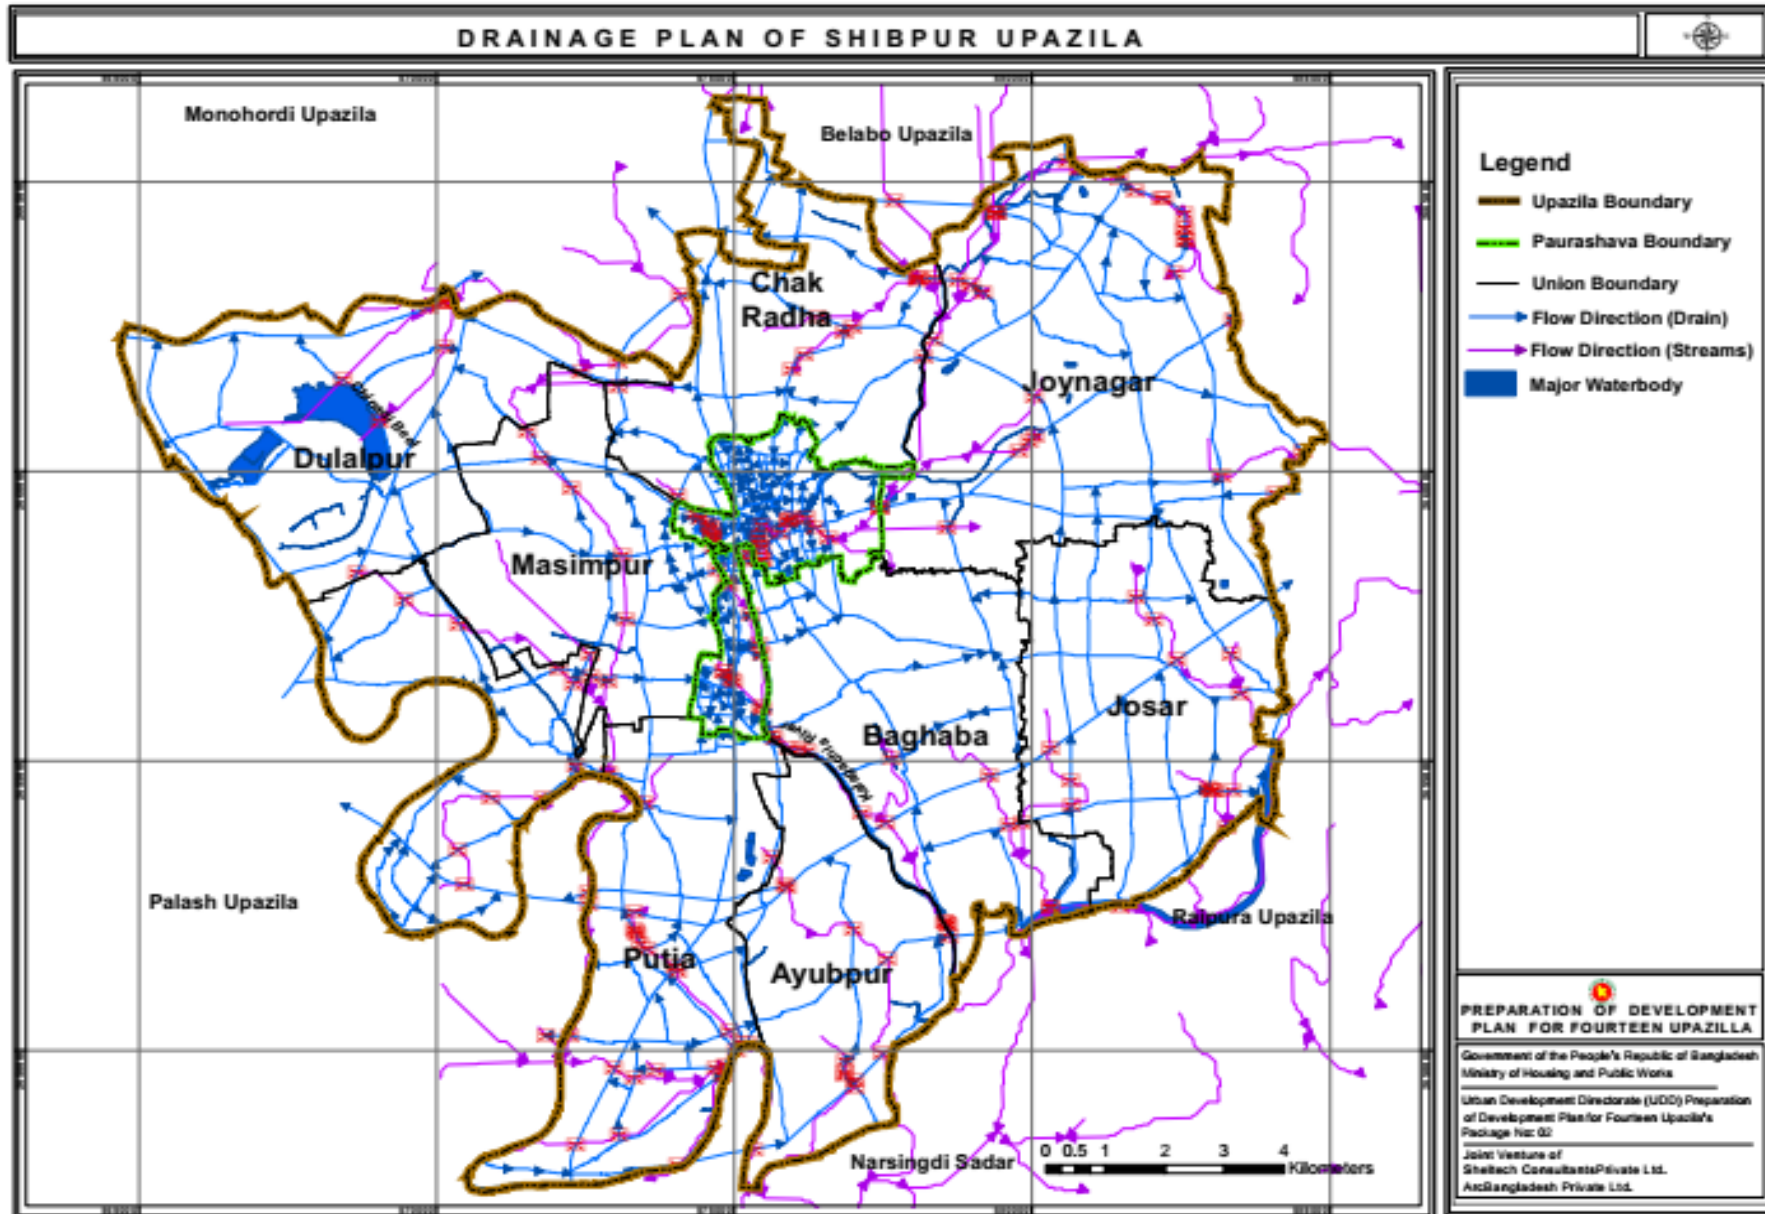 DRAINAGE PLAN OF SHIBPUR UPAZILA
Monohordi Upazila
Belabo Upazila
Chak
Radha
Joynagar
Dulalpur
Masimpur
Baghaba
Josar
Palash Upazila
Raipura Upazila
Putia
Ayubpur
Narsingdi Sadar
0 0.5 1 2 3 4
Kilometers
Legend
Upazila Boundary
Paurashava Boundary
Union Boundary
Flow Direction (Drain)
Flow Direction (Streams)
Major Waterbody
PREPARATION OF DEVELOPMENT
PLAN FOR FOURTEEN UPAZILLA
Government of the People's Republic of Bangladesh
Ministry of Housing and Public Works
Urban Development Directorate (UDD) Preparation
of Development Plan for Fourteen Upazila's
Package No: 02
Joint Venture of
Sheltech Consultants Private Ltd.
ArcBangladesh Private Ltd.